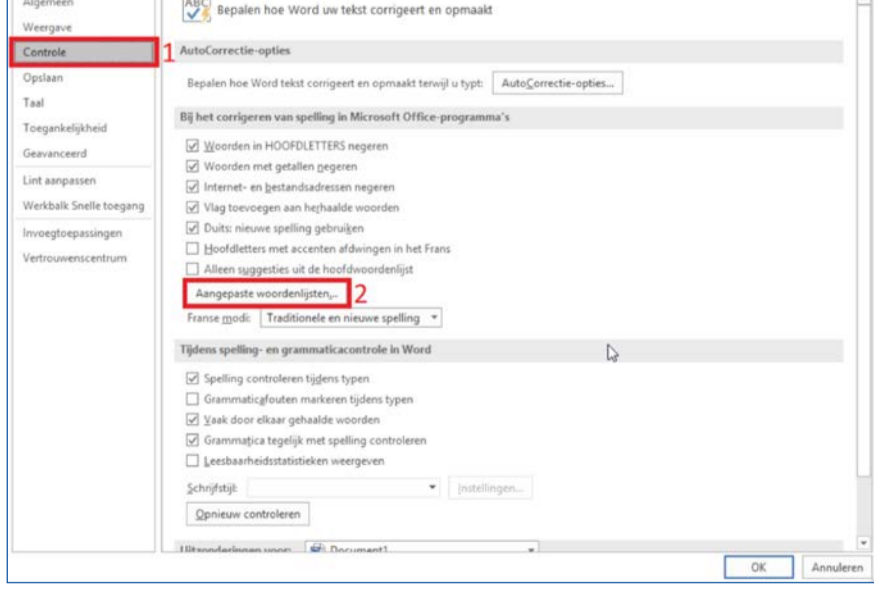 Algemeen
Weergave
Controle
Opslaan
Taal
Toegankelijkheid
Geavanceerd
Lint aanpassen
Werkbalk Snelle toegang
Invoegtoepassingen
Vertrouwenscentrum
1
ABC
Bepalen hoe Word uw tekst corrigeert en opmaakt
AutoCorrectie-opties
Bepalen hoe Word tekst corrigeert en opmaakt terwijl u typt: AutoCorrectie-opties...
Bij het corrigeren van spelling in Microsoft Office-programma's
Woorden in HOOFDLETTERS negeren
Woorden met getallen negeren
Internet- en bestandsadressen negeren
Vlag toevoegen aan herhaalde woorden
Duits: nieuwe spelling gebruiken
Hoofdletters met accenten afdwingen in het Frans
Alleen suggesties uit de hoofdwoordenlijst
Aangepaste woordenlijsten... 2
Franse modi: Traditionele en nieuwe spelling
Tijdens spelling- en grammaticacontrole in Word
Spelling controleren tijdens typen
Grammaticafouten markeren tijdens typen
Vaak door elkaar gehaalde woorden
Grammatica tegelijk met spelling controleren
Leesbaarheidsstatistieken weergeven
Schrijfstijl: Instellingen...
Opnieuw controleren
Uitzonderingen voor: Document1
OK Annuleren